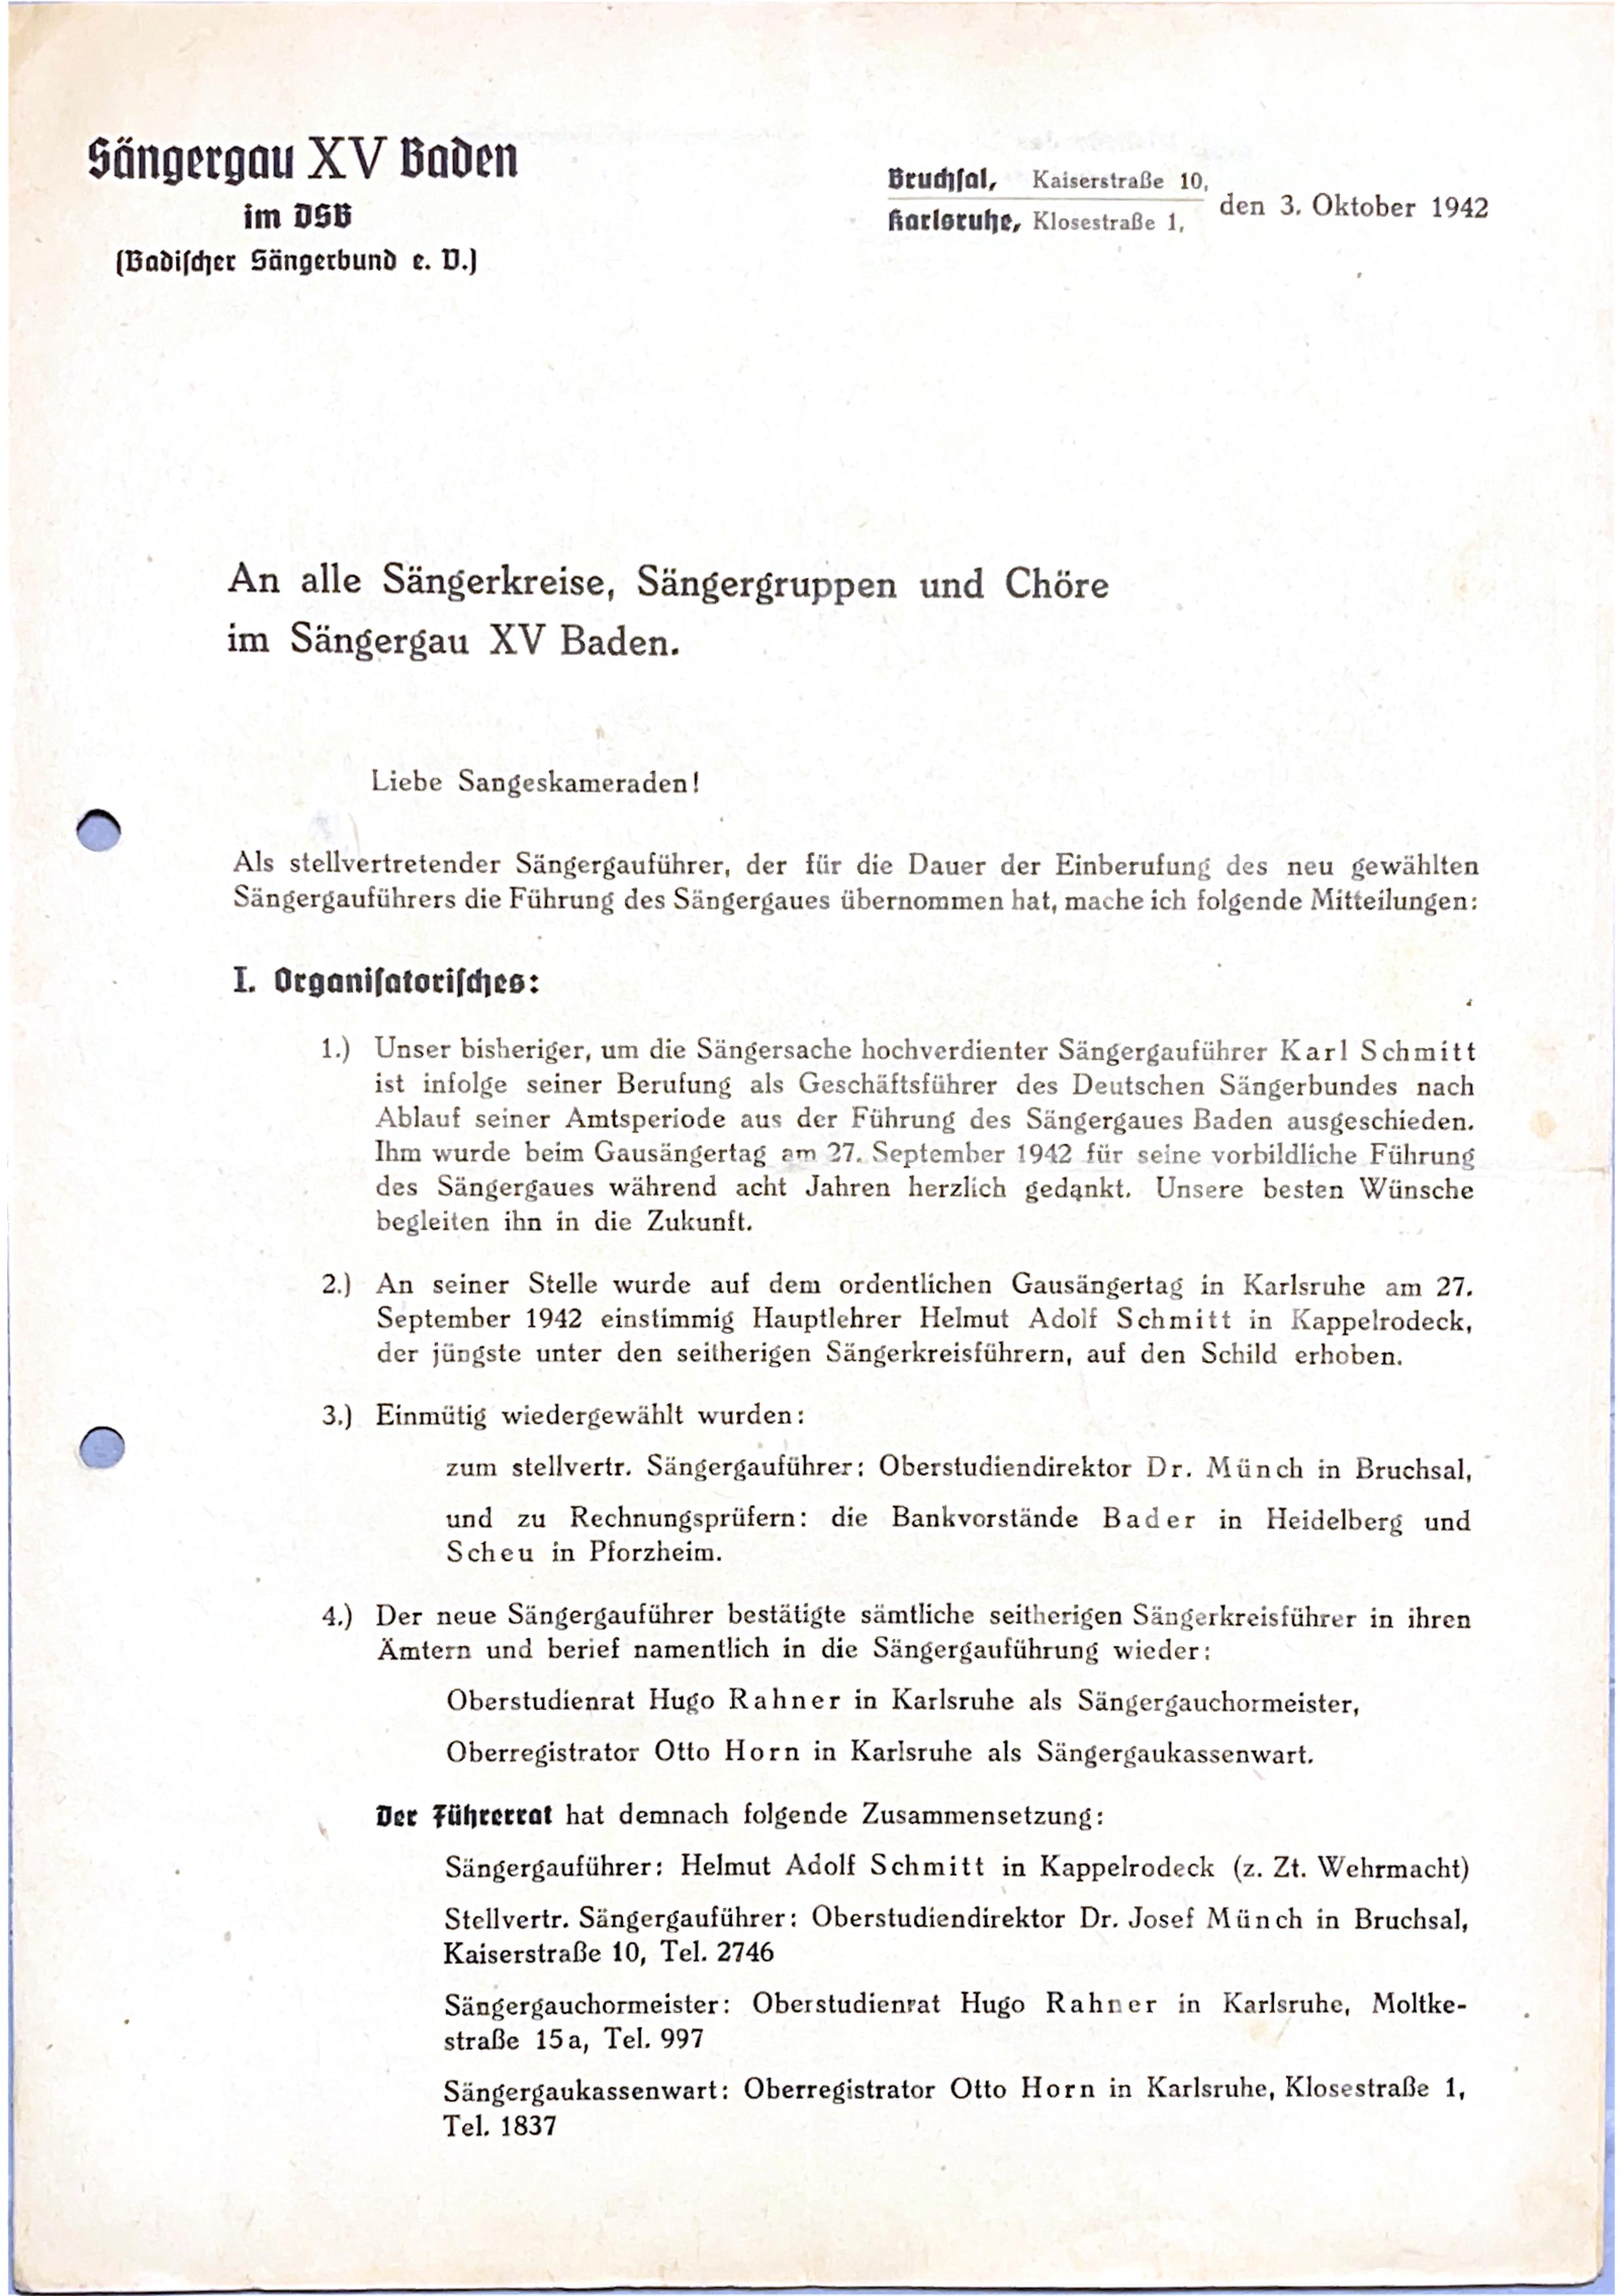 Sängergau XV Baden
im DSB
(Badischer Sängerbund e. V.)
Bruchsal, Kaiserstraße 10,
Karlsruhe, Klosestraße 1,
den 3. Oktober 1942
An alle Sängerkreise, Sängergruppen und Chöre
im Sängergau XV Baden.
Liebe Sangeskameraden!
Als stellvertretender Sängergauführer, der für die Dauer der Einberufung des neu gewählten
Sängergauführers die Führung des Sängergaues übernommen hat, mache ich folgende Mitteilungen:
I. Organisatorisches:
1.) Unser bisheriger, um die Sängersache hochverdienter Sängergauführer Karl Schmitt
ist infolge seiner Berufung als Geschäftsführer des Deutschen Sängerbundes nach
Ablauf seiner Amtsperiode aus der Führung des Sängergaues Baden ausgeschieden.
Ihm wurde beim Gausängertag am 27. September 1942 für seine vorbildliche Führung
des Sängergaues während acht Jahren herzlich gedankt. Unsere besten Wünsche
begleiten ihn in die Zukunft.
2.) An seiner Stelle wurde auf dem ordentlichen Gausängertag in Karlsruhe am 27.
September 1942 einstimmig Hauptlehrer Helmut Adolf Schmitt in Kappelrodeck,
der jüngste unter den seitherigen Sängerkreisführern, auf den Schild erhoben.
3.) Einmütig wiedergewählt wurden:
zum stellvertr. Sängergauführer: Oberstudiendirektor Dr. Münch in Bruchsal,
und zu Rechnungsprüfern: die Bankvorstände Bader in Heidelberg und
Scheu in Pforzheim.
4.) Der neue Sängergauführer bestätigte sämtliche seitherigen Sängerkreisführer in ihren
Ämtern und berief namentlich in die Sängergauführung wieder:
Oberstudienrat Hugo Rahner in Karlsruhe als Sängergauchormeister,
Oberregistrator Otto Horn in Karlsruhe als Sängergaukassenwart.
Der Führerrat hat demnach folgende Zusammensetzung:
Sängergauführer: Helmut Adolf Schmitt in Kappelrodeck (z. Zt. Wehrmacht)
Stellvertr. Sängergauführer: Oberstudiendirektor Dr. Josef Münch in Bruchsal,
Kaiserstraße 10, Tel. 2746
Sängergauchormeister: Oberstudienrat Hugo Rahner in Karlsruhe, Moltke-
straße 15a, Tel. 997
Sängergaukassenwart: Oberregistrator Otto Horn in Karlsruhe, Klosestraße 1,
Tel. 1837